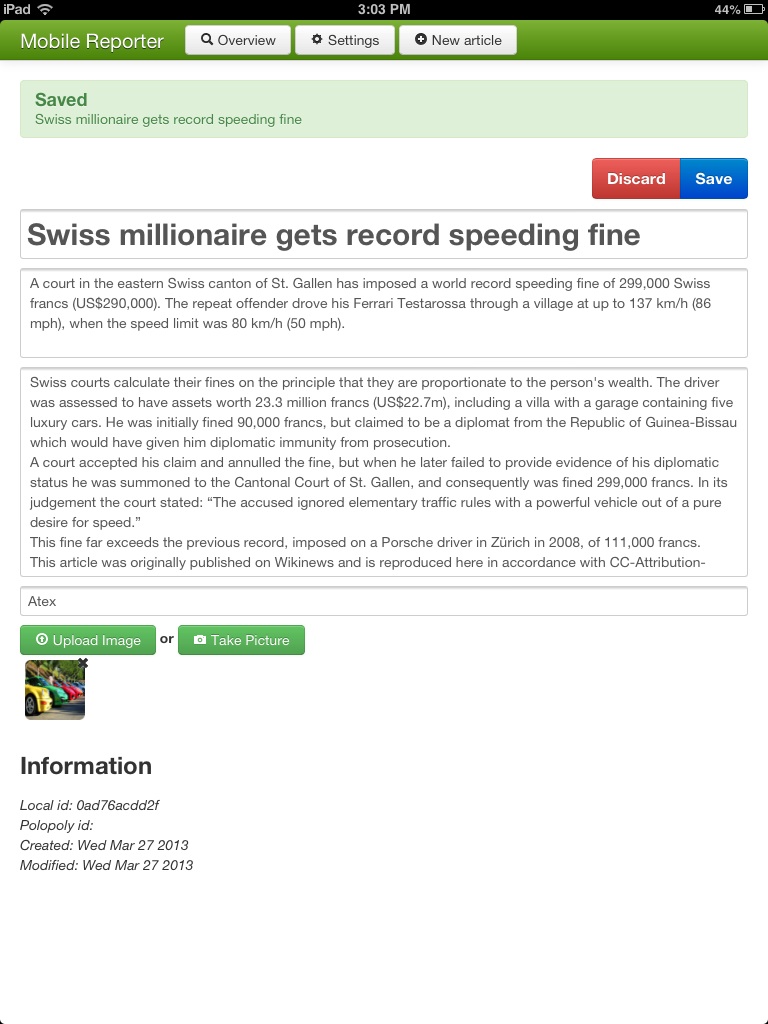 iPad 3:03 PM 44%
Mobile Reporter Overview Settings New article
Saved
Swiss millionaire gets record speeding fine
Discard Save
Swiss millionaire gets record speeding fine
A court in the eastern Swiss canton of St. Gallen has imposed a world record speeding fine of 299,000 Swiss
francs (US$290,000). The repeat offender drove his Ferrari Testarossa through a village at up to 137 km/h (86
mph), when the speed limit was 80 km/h (50 mph).
Swiss courts calculate their fines on the principle that they are proportionate to the person's wealth. The driver
was assessed to have assets worth 23.3 million francs (US$22.7m), including a villa with a garage containing five
luxury cars. He was initially fined 90,000 francs, but claimed to be a diplomat from the Republic of Guinea-Bissau
which would have given him diplomatic immunity from prosecution.
A court accepted his claim and annulled the fine, but when he later failed to provide evidence of his diplomatic
status he was summoned to the Cantonal Court of St. Gallen, and consequently was fined 299,000 francs. In its
judgement the court stated: “The accused ignored elementary traffic rules with a powerful vehicle out of a pure
desire for speed.”
This fine far exceeds the previous record, imposed on a Porsche driver in Zürich in 2008, of 111,000 francs.
This article was originally published on Wikinews and is reproduced here in accordance with CC-Attribution-
Atex
Upload Image or Take Picture
Information
Local id: 0ad76acdd2f
Polopoly id:
Created: Wed Mar 27 2013
Modified: Wed Mar 27 2013